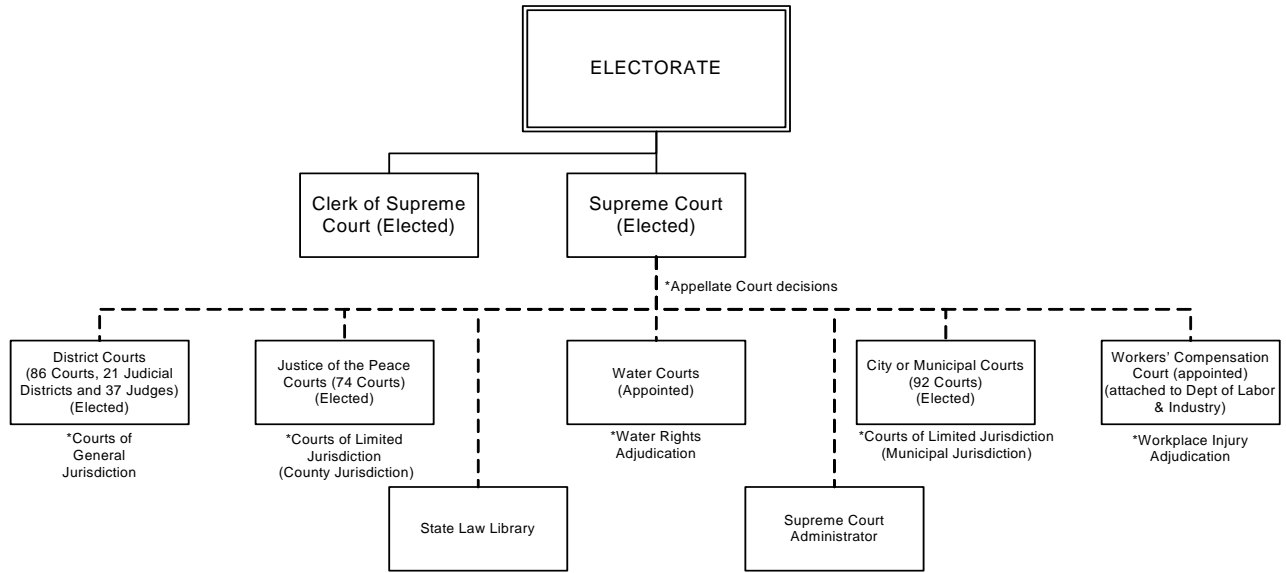 ELECTORATE
Clerk of Supreme
Court (Elected)
Supreme Court
(Elected)
*Appellate Court decisions
District Courts
(86 Courts, 21 Judicial
Districts and 37 Judges)
(Elected)
*Courts of
General
Jurisdiction
Justice of the Peace
Courts (74 Courts)
(Elected)
*Courts of Limited
Jurisdiction
(County Jurisdiction)
Water Courts
(Appointed)
*Water Rights
Adjudication
City or Municipal Courts
(92 Courts)
(Elected)
*Courts of Limited Jurisdiction
(Municipal Jurisdiction)
Workers’ Compensation
Court (appointed)
(attached to Dept of Labor
& Industry)
*Workplace Injury
Adjudication
State Law Library
Supreme Court
Administrator